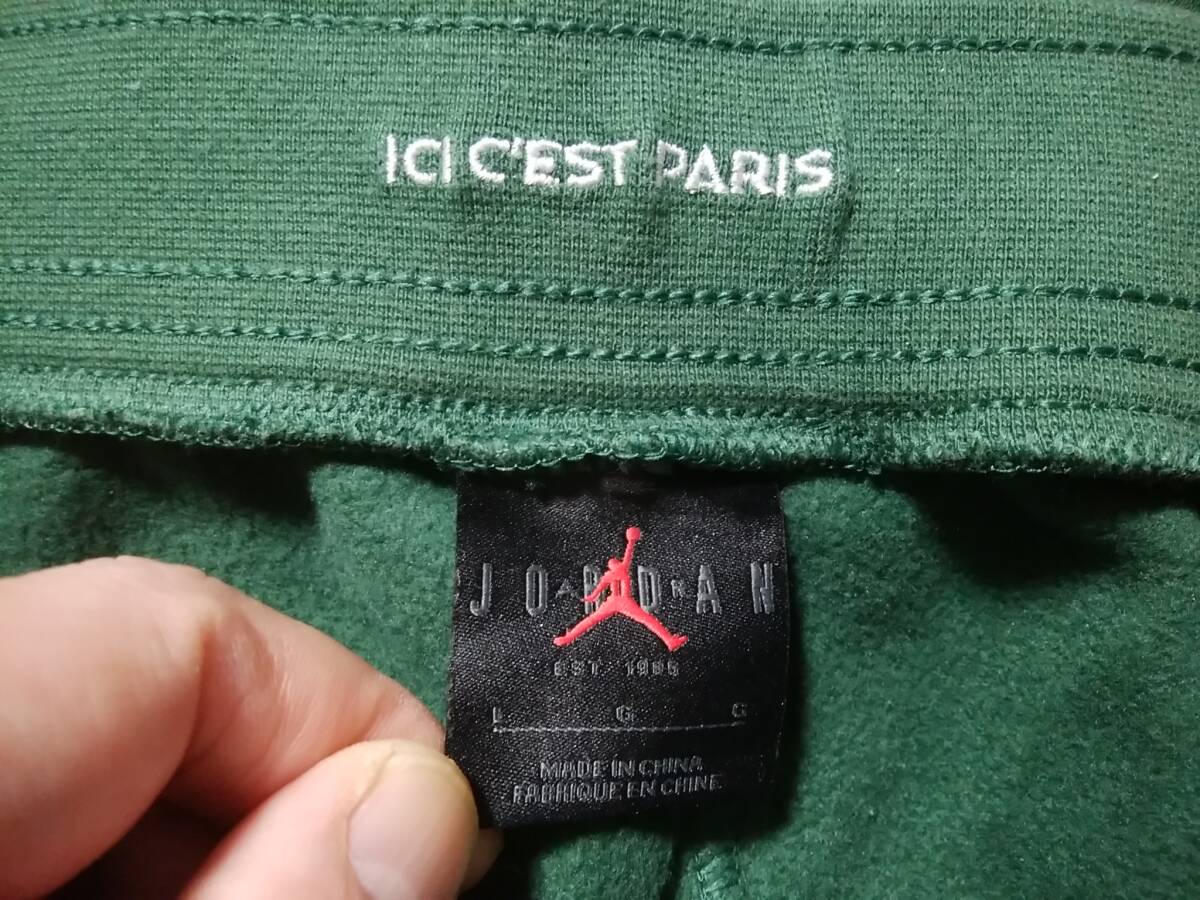 ICI C'EST PARIS
JORDAN
EST. 1985
L G G
MADE IN CHINA
FABRIQUE EN CHINE